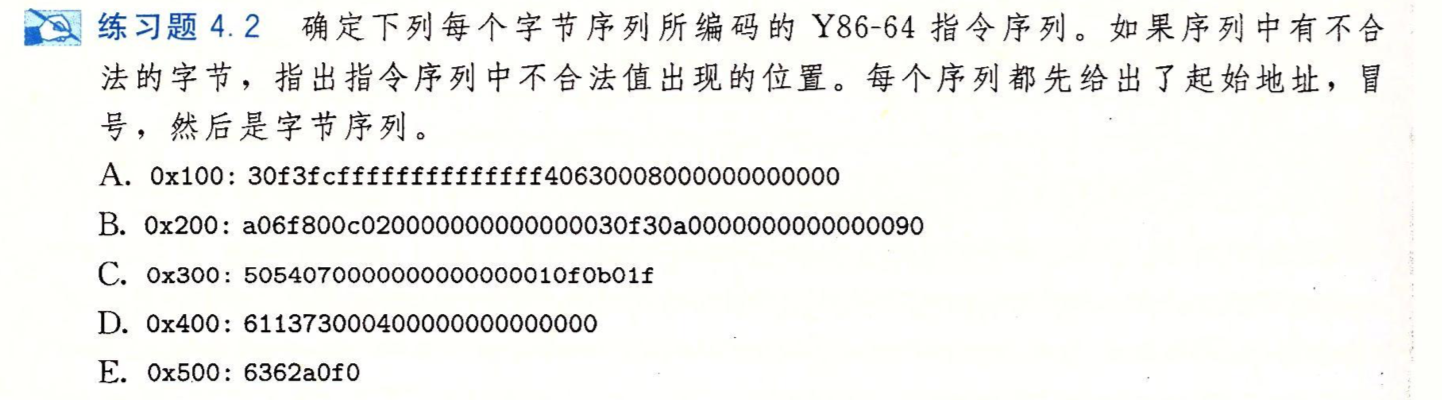 练习题 4.2 确定下列每个字节序列所编码的 Y86-64 指令序列。如果序列中有不合
法的字节，指出指令序列中不合法值出现的位置。每个序列都先给出了起始地址，冒
号，然后是字节序列。
A. 0x100: 30f3fcffffffffffffff40630008000000000000
B. 0x200: a06f800c020000000000000030f30a0000000000000090
C. 0x300: 5054070000000000000010f0b01f
D. 0x400: 611373000400000000000000
E. 0x500: 6362a0f0